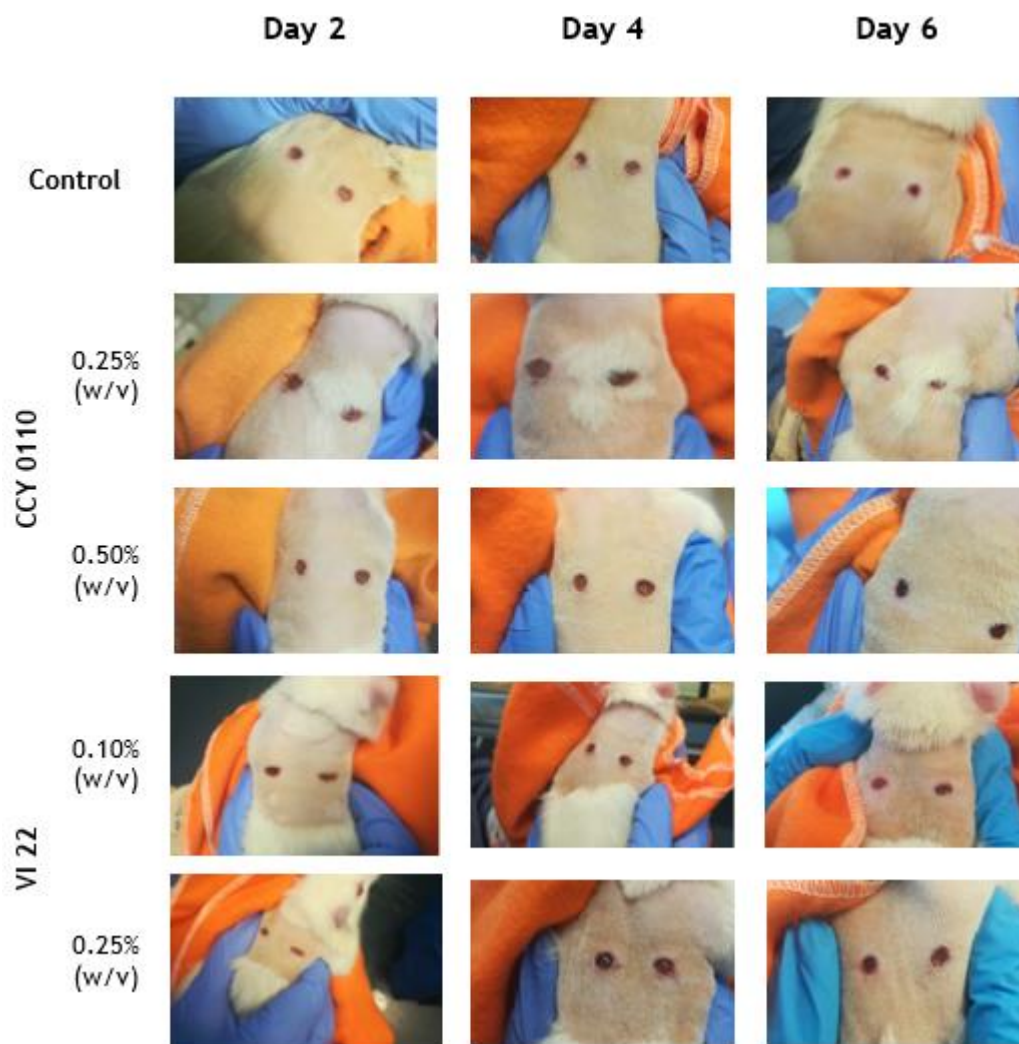 Day 2
Day 4
Day 6
Control
CCY 0110
0.25%
(w/v)
0.50%
(w/v)
VI 22
0.10%
(w/v)
0.25%
(w/v)